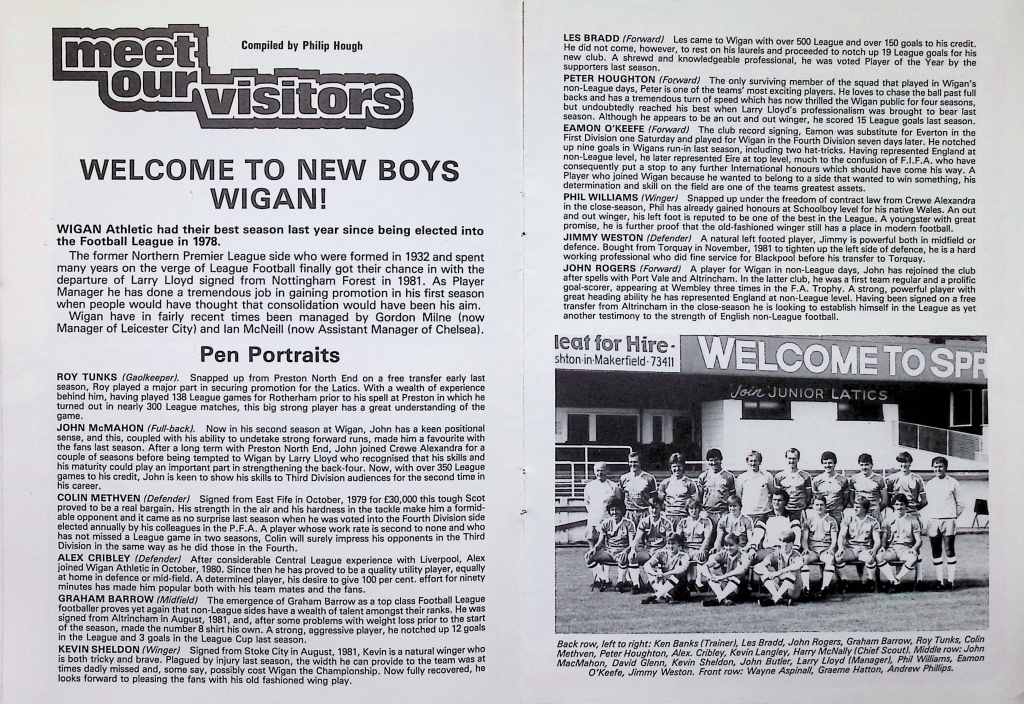 meet
our
visitors
Compiled by Philip Hough
WELCOME TO NEW BOYS
WIGAN!
WIGAN Athletic had their best season last year since being elected into
the Football League in 1978.
The former Northern Premier League side who were formed in 1932 and spent
many years on the verge of League Football finally got their chance in with the
departure of Larry Lloyd signed from Nottingham Forest in 1981. As Player
Manager he has done a tremendous job in gaining promotion in his first season
when people would have thought that consolidation would have been his aim.
Wigan have in fairly recent times been managed by Gordon Milne (now
Manager of Leicester City) and Ian McNeill (now Assistant Manager of Chelsea).
Pen Portraits
ROY TUNKS (Gaolkeeper). Snapped up from Preston North End on a free transfer early last
season, Roy played a major part in securing promotion for the Latics. With a wealth of experience
behind him, having played 138 League games for Rotherham prior to his spell at Preston in which he
turned out in nearly 300 League matches, this big strong player has a great understanding of the
game.
JOHN McMAHON (Full-back). Now in his second season at Wigan, John has a keen positional
sense, and this, coupled with his ability to undetake strong forward runs, made him a favourite with
the fans last season. After a long term with Preston North End, John joined Crewe Alexandra for a
couple of seasons before being tempted to Wigan by Larry Lloyd who recognised that his skills and
his maturity could play an important part in strengthening the back-four. Now, with over 350 League
games to his credit, John is keen to show his skills to Third Division audiences for the second time in
his career.
COLIN METHVEN (Defender) Signed from East Fife in October, 1979 for £30,000 this tough Scot
proved to be a real bargain. His strength in the air and his hardness in the tackle make him a formid-
able opponent and it came as no surprise last season when he was voted into the Fourth Division side
elected annually by his colleagues in the P.F.A. A player whose work rate is second to none and who
has not missed a League game in two seasons, Colin will surely impress his opponents in the Third
Division in the same way as he did those in the Fourth.
ALEX CRIBLEY (Defender) After considerable Central League experience with Liverpool, Alex
joined Wigan Athletic in October, 1980. Since then he has proved to be a quality utility player, equally
at home in defence or mid-field. A determined player, his desire to give 100 per cent. effort for ninety
minutes has made him popular both with his team mates and the fans.
GRAHAM BARROW (Midfield) The emergence of Graham Barrow as a top class Football League
footballer proves yet again that non-League sides have a wealth of talent amongst their ranks. He was
signed from Altrincham in August, 1981, and, after some problems with weight loss prior to the start
of the season, made the number 8 shirt his own. A strong, aggressive player, he notched up 12 goals
in the League and 3 goals in the League Cup last season.
KEVIN SHELDON (Winger) Signed from Stoke City in August, 1981, Kevin is a natural winger who
is both tricky and brave. Plagued by injury last season, the width he can provide to the team was at
times dadly missed and, some say, possibly cost Wigan the Championship. Now fully recovered, he
looks forward to pleasing the fans with his old fashioned wing play.
LES BRADD (Forward) Les came to Wigan with over 500 League and over 150 goals to his credit.
He did not come, however, to rest on his laurels and proceeded to notch up 19 League goals for his
new club. A shrewd and knowledgeable professional, he was voted Player of the Year by the
supporters last season.
PETER HOUGHTON (Forward) The only surviving member of the squad that played in Wigan's
non-League days, Peter is one of the teams' most exciting players. He loves to chase the ball past full
backs and has a tremendous turn of speed which has now thrilled the Wigan public for four seasons,
but undoubtedly reached his best when Larry Lloyd's professionalism was brought to bear last
season. Although he appears to be an out and out winger, he scored 15 League goals last season.
EAMON O'KEEFE (Forward) The club record signing, Eamon was substitute for Everton in the
First Division one Saturday and played for Wigan in the Fourth Division seven days later. He notched
up nine goals in Wigans run-in last season, including two hat-tricks. Having represented England at
non-League level, he later represented Eire at top level, much to the confusion of F.I.F.A. who have
consequently put a stop to any further International honours which should have come his way. A
Player who joined Wigan because he wanted to belong to a side that wanted to win something, his
determination and skill on the field are one of the teams greatest assets.
PHIL WILLIAMS (Winger) Snapped up under the freedom of contract law from Crewe Alexandra
in the close-season, Phil has already gained honours at Schoolboy level for his native Wales. An out
and out winger, his left foot is reputed to be one of the best in the League. A youngster with great
promise, he is further proof that the old-fashioned winger still has a place in modern football.
JIMMY WESTON (Defender) A natural left footed player, Jimmy is powerful both in midfield or
defence. Bought from Torquay in November, 1981 to tighten up the left side of defence, he is a hard
working professional who did fine service for Blackpool before his transfer to Torquay.
JOHN ROGERS (Forward) A player for Wigan in non-League days, John has rejoined the club
after spells with Port Vale and Altrincham. In the latter club, he was a first team regular and a prolific
goal-scorer, appearing at Wembley three times in the F.A. Trophy. A strong, powerful player with
great heading ability he has represented England at non-League level. Having been signed on a free
transfer from Altrincham in the close-season he is looking to establish himself in the League as yet
another testimony to the strength of English non-League football.
leat for Hire-
shton-in-Makerfield-73411
WELCOME TO SPR
Join JUNIOR LATICS
Back row, left to right: Ken Banks (Trainer), Les Bradd, John Rogers, Graham Barrow, Roy Tunks, Colin
Methven, Peter Houghton, Alex. Cribley, Kevin Langley, Harry McNally (Chief Scout). Middle row: John
MacMahon, David Glenn, Kevin Sheldon, John Butler, Larry Lloyd (Manager), Phil Williams, Eamon
O'Keefe, Jimmy Weston. Front row: Wayne Aspinall, Graeme Hatton, Andrew Phillips.